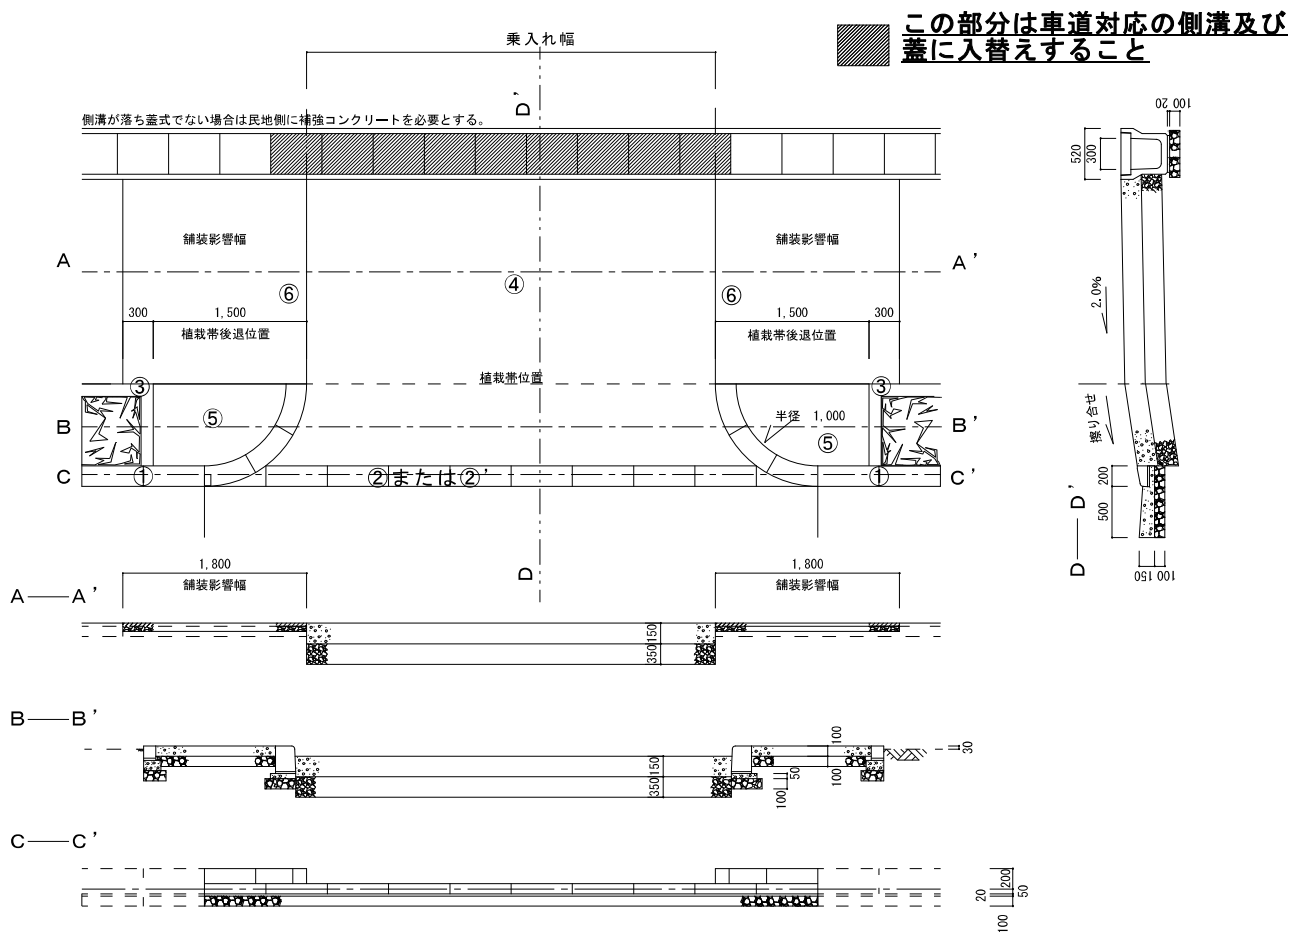 この部分は車道対応の側溝及び
蓋に入替えすること
乗入れ幅
D'
側溝が落ち蓋式でない場合は民地側に補強コンクリートを必要とする。
100 20
520
300
舗装影響幅
舗装影響幅
A
A'
⑥
④
⑥
2.0%
300
1,500
1,500
300
植栽帯後退位置
植栽帯後退位置
植栽帯位置
③
③
擦り合せ
⑤
半径 1,000
⑤
B
B'
C
①
②または②'
①
C'
200
500
D
D'
150 100
D
1,800
舗装影響幅
1,800
舗装影響幅
A
A'
150
350
B
B'
100
30
150
350
50
100
100
C
C'
200
50
20
100